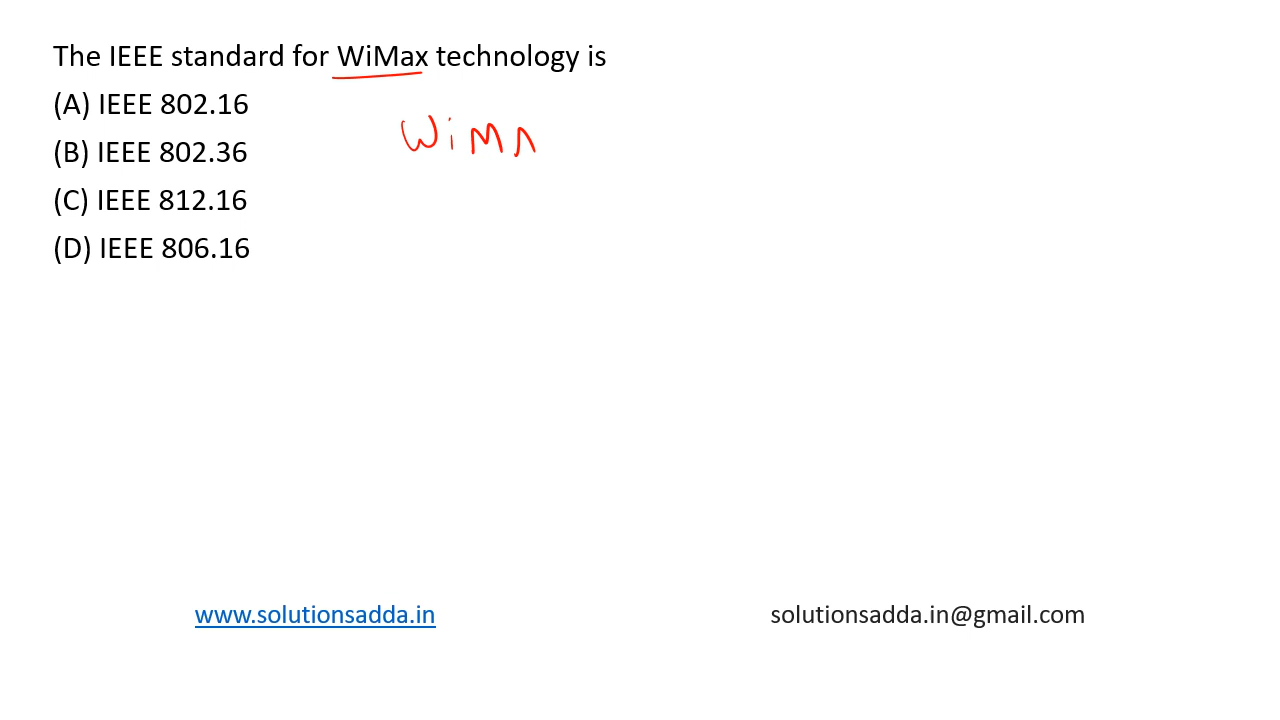 The IEEE standard for WiMax technology is
(A) IEEE 802.16
WiMA
(B) IEEE 802.36
(C) IEEE 812.16
(D) IEEE 806.16
www.solutionsadda.in
solutionsadda.in@gmail.com